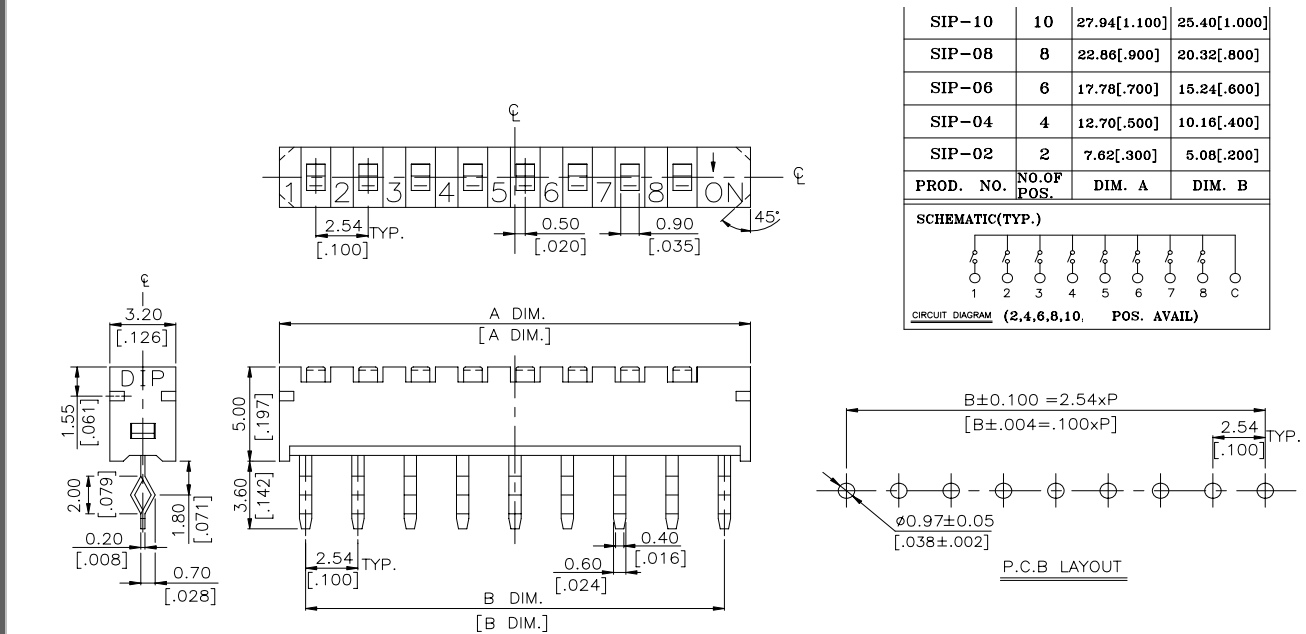 SIP-10 10 27.94[1.100] 25.40[1.000]
SIP-08 8 22.86[.900] 20.32[.800]
SIP-06 6 17.78[.700] 15.24[.600]
SIP-04 4 12.70[.500] 10.16[.400]
SIP-02 2 7.62[.300] 5.08[.200]
PROD. NO. NO.OF POS. DIM. A DIM. B
SCHEMATIC(TYP.)
1 2 3 4 5 6 7 8 C
CIRCUIT DIAGRAM (2,4,6,8,10, POS. AVAIL)
℄
1 2 3 4 5 6 7 8 ON
℄
2.54 TYP.
[.100]
0.50
[.020]
0.90
[.035]
45°
℄
3.20
[.126]
DIP
1.55
[.061]
2.00
[.079]
1.80
[.071]
0.20
[.008]
0.70
[.028]
A DIM.
[A DIM.]
5.00
[.197]
3.60
[.142]
2.54 TYP.
[.100]
0.40
[.016]
0.60
[.024]
B DIM.
[B DIM.]
B±0.100 =2.54xP
[B±.004=.100xP]
2.54 TYP.
[.100]
ø0.97±0.05
[.038±.002]
P.C.B LAYOUT